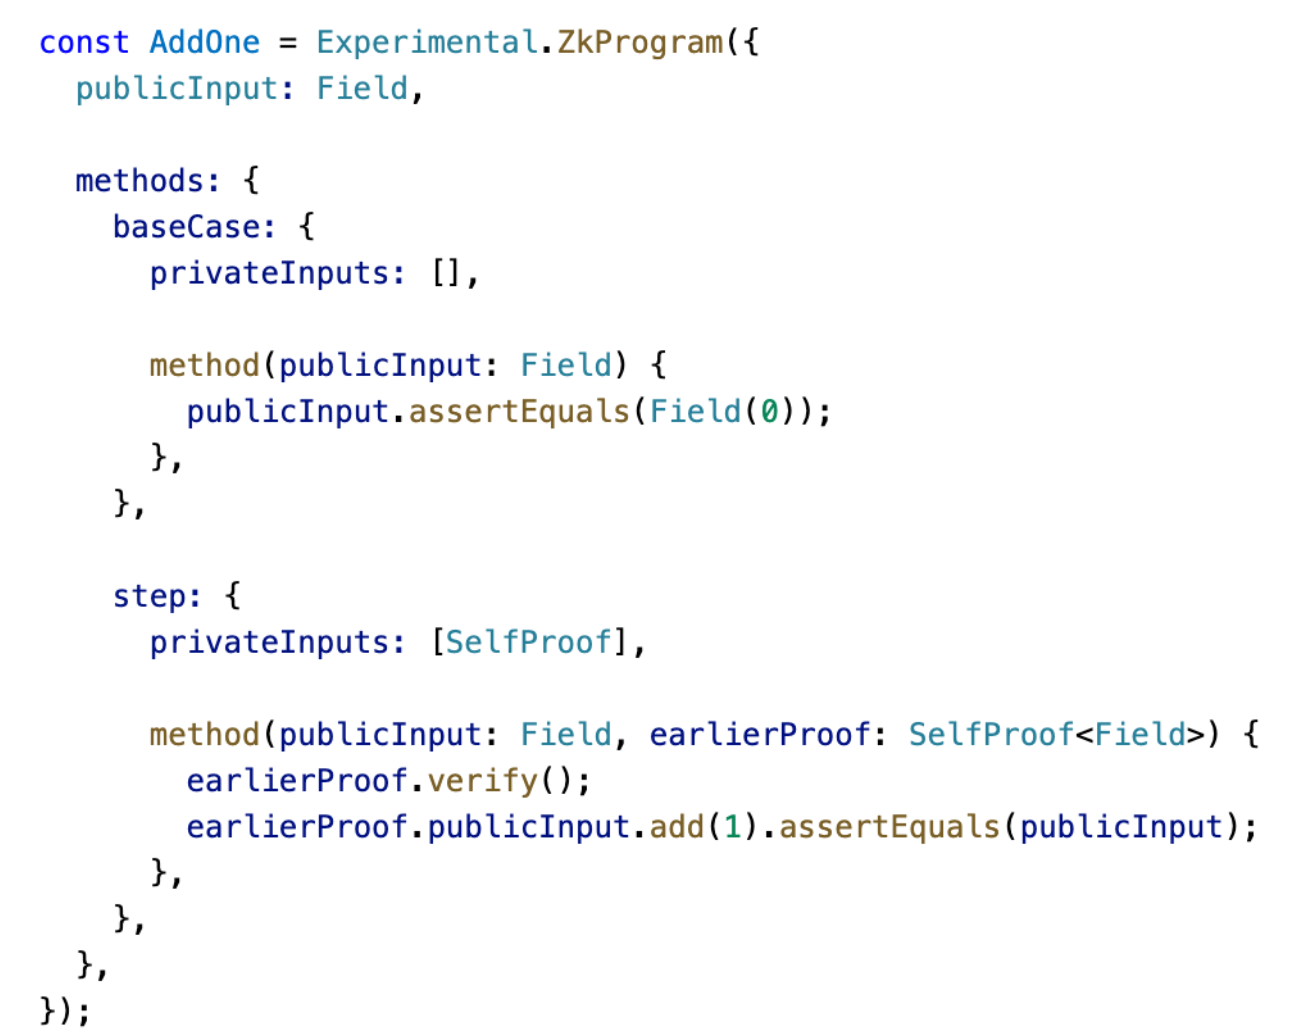 const AddOne = Experimental.ZkProgram({
  publicInput: Field,

  methods: {
    baseCase: {
      privateInputs: [],

      method(publicInput: Field) {
        publicInput.assertEquals(Field(0));
      },
    },

    step: {
      privateInputs: [SelfProof],

      method(publicInput: Field, earlierProof: SelfProof<Field>) {
        earlierProof.verify();
        earlierProof.publicInput.add(1).assertEquals(publicInput);
      },
    },
  },
});